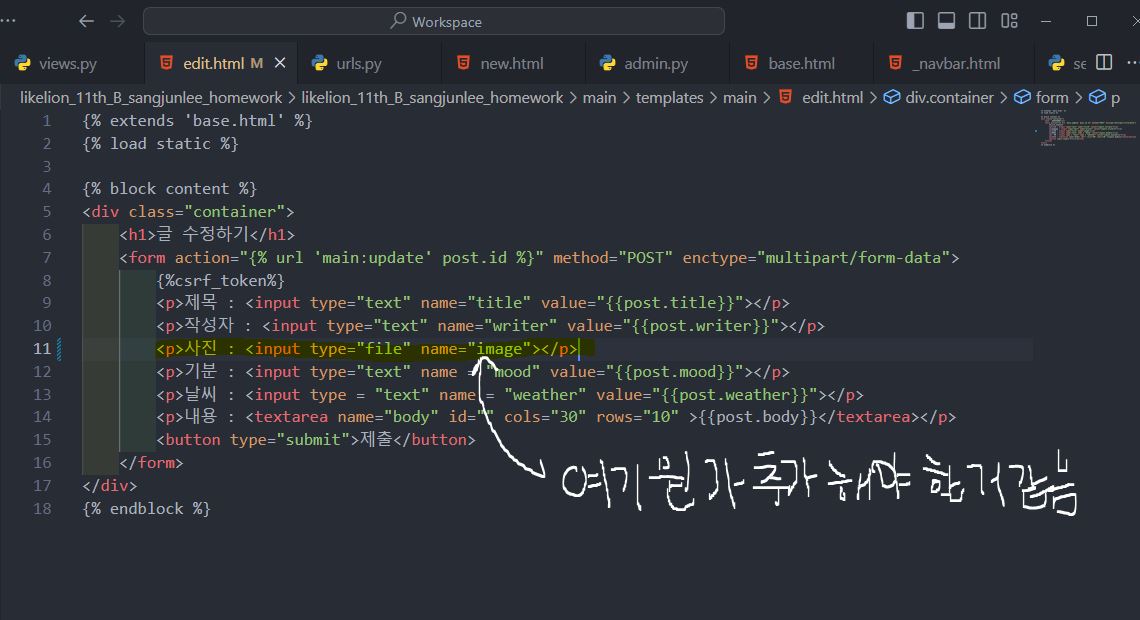 Workspace
views.py edit.html M urls.py new.html admin.py base.html _navbar.html se
likelion_11th_B_sangjunlee_homework > likelion_11th_B_sangjunlee_homework > main > templates > main > edit.html > div.container > form > p
1 {% extends 'base.html' %}
2 {% load static %}
3
4 {% block content %}
5 <div class="container">
6 <h1>글 수정하기</h1>
7 <form action="{% url 'main:update' post.id %}" method="POST" enctype="multipart/form-data">
8 {%csrf_token%}
9 <p>제목 : <input type="text" name="title" value="{{post.title}}"></p>
10 <p>작성자 : <input type="text" name="writer" value="{{post.writer}}"></p>
11 <p>사진 : <input type="file" name="image"></p>
12 <p>기분 : <input type="text" name = "mood" value="{{post.mood}}"></p>
13 <p>날씨 : <input type = "text" name = "weather" value="{{post.weather}}"></p>
14 <p>내용 : <textarea name="body" id="" cols="30" rows="10" >{{post.body}}</textarea></p>
15 <button type="submit">제출</button>
16 </form>
17 </div>
18 {% endblock %}
여기 뭔가 추가 해야 할거같음